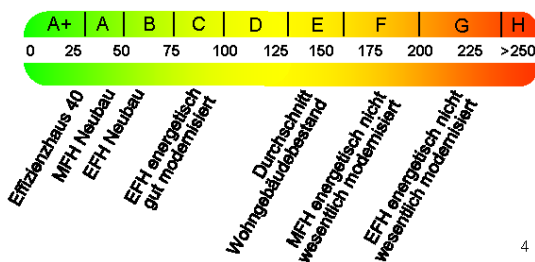 A+ A B C D E F G H
0 25 50 75 100 125 150 175 200 225 >250
Effizienzhaus 40
MFH Neubau
EFH Neubau
EFH energetisch
gut modernisiert
Durchschnitt
Wohngebäudebestand
MFH energetisch nicht
wesentlich modernisiert
EFH energetisch nicht
wesentlich modernisiert
4